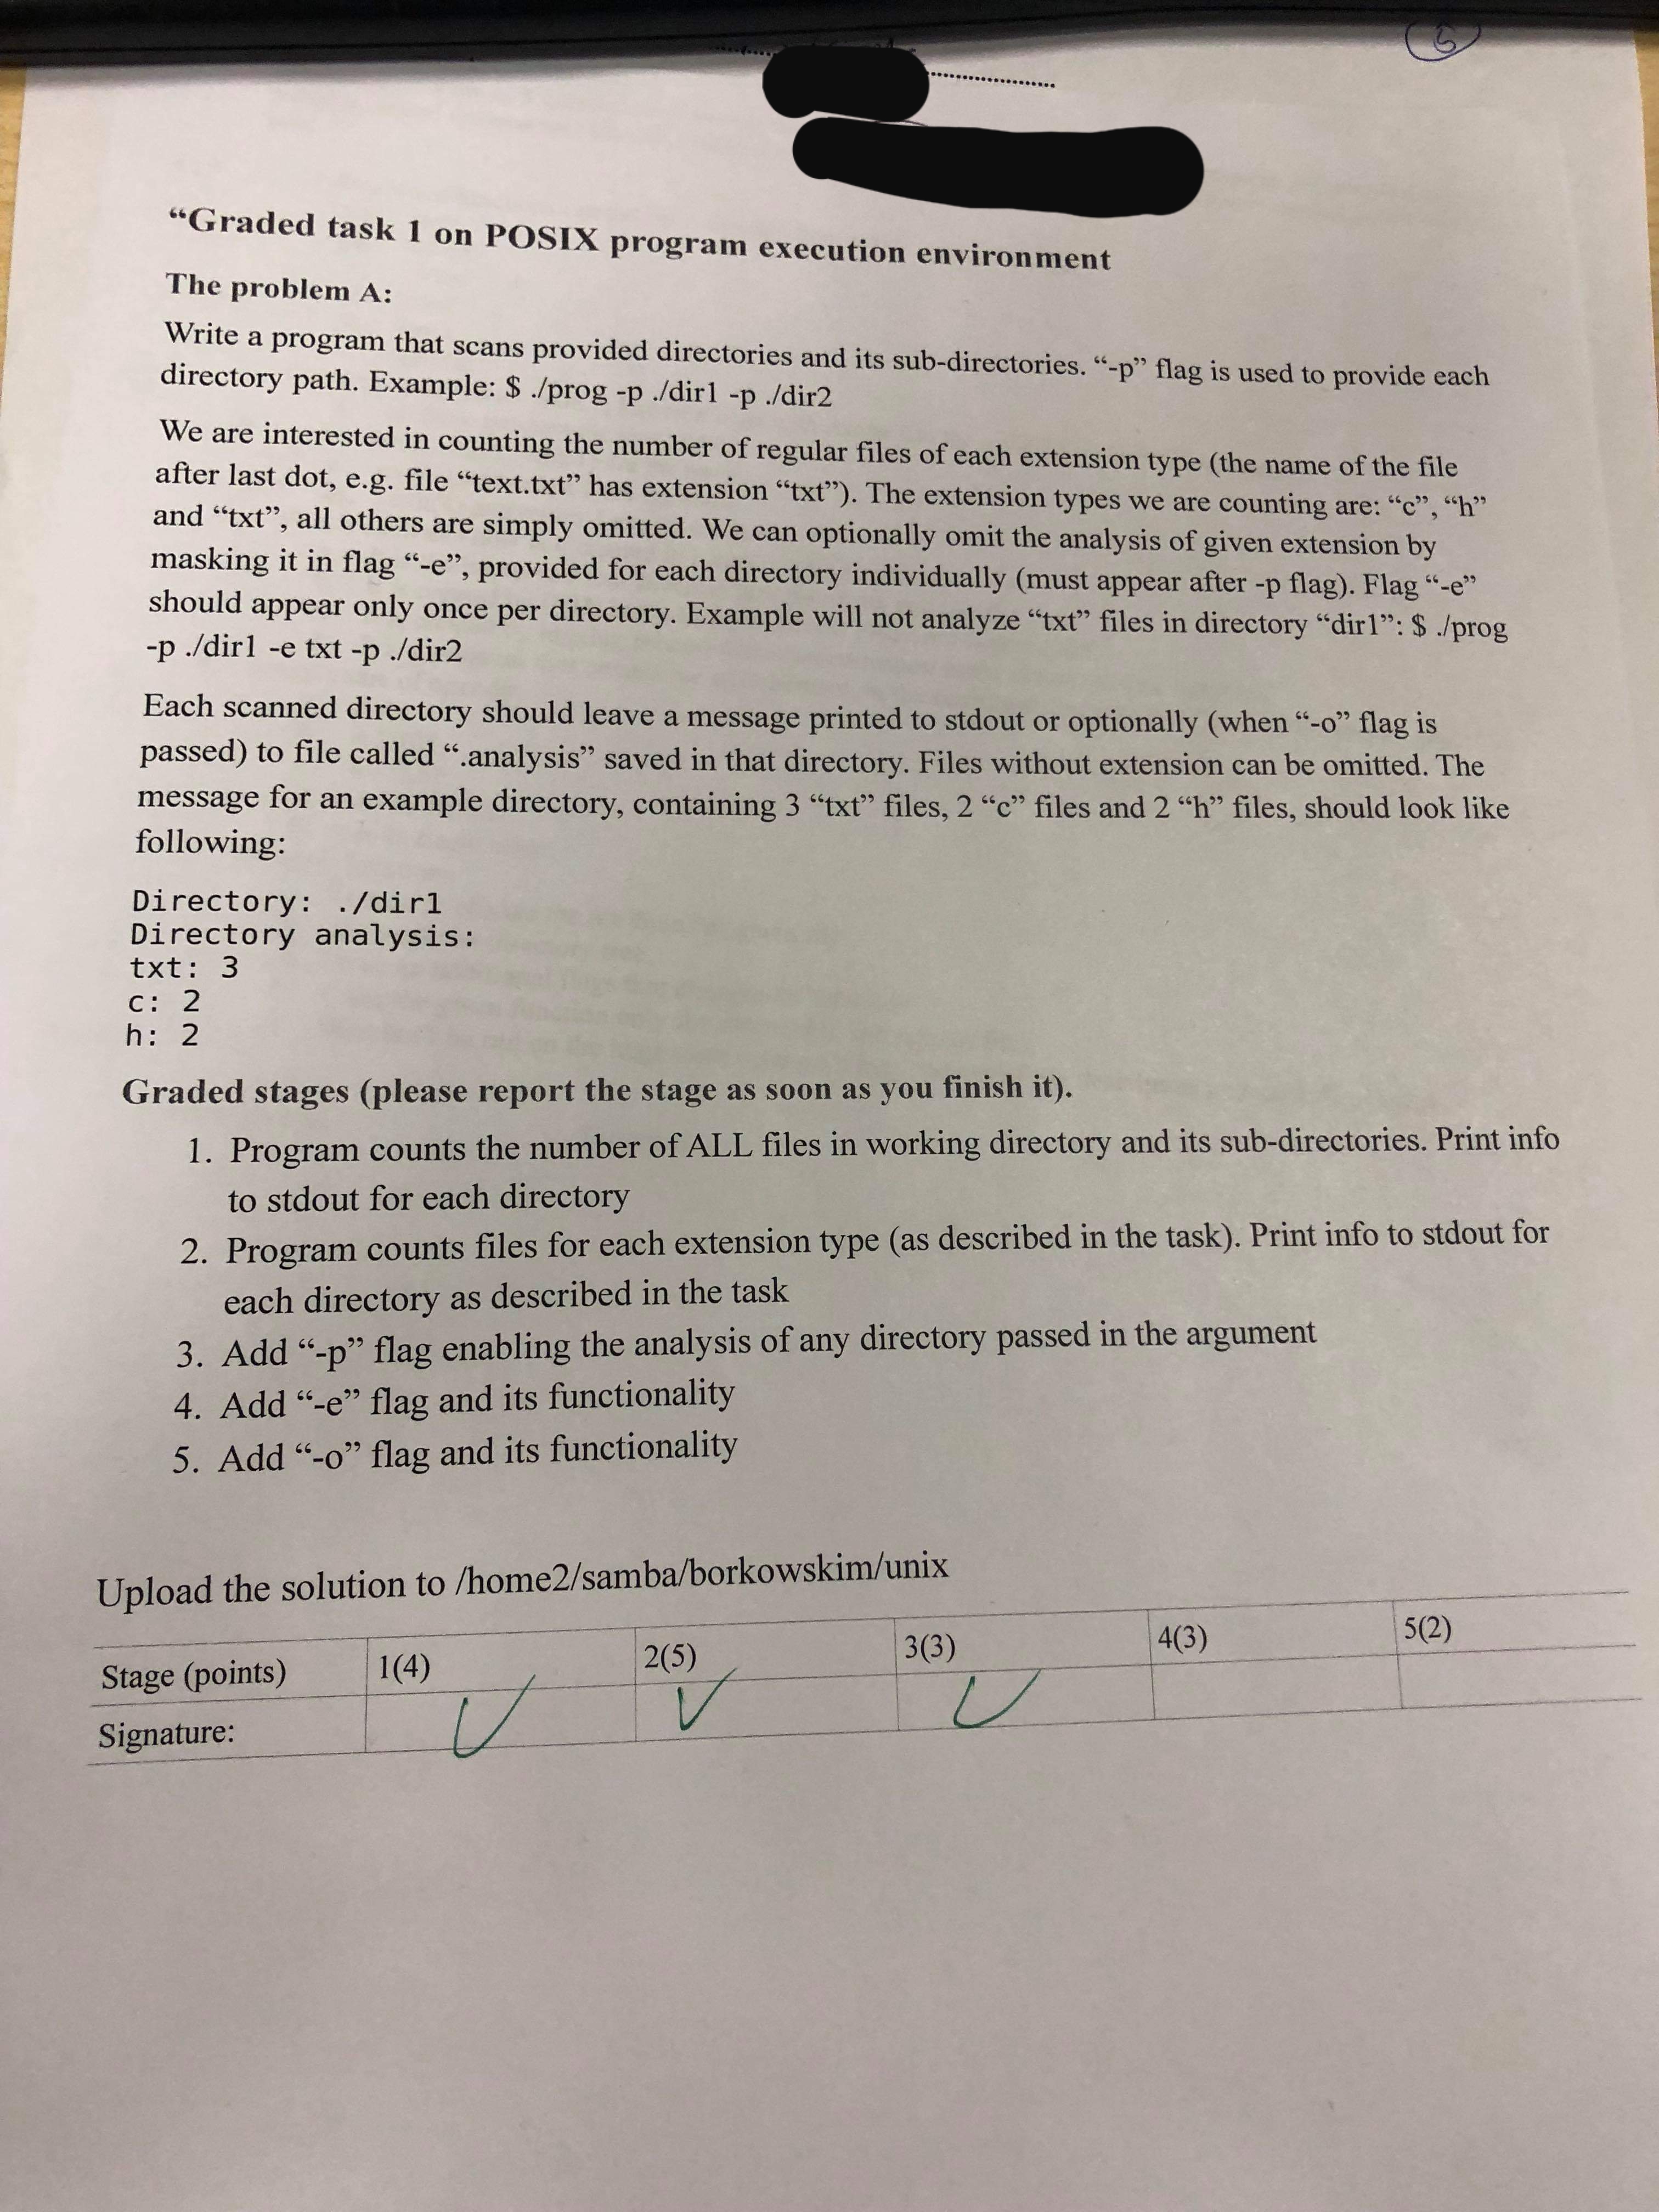 5
“Graded task 1 on POSIX program execution environment
The problem A:
Write a program that scans provided directories and its sub-directories. “-p” flag is used to provide each
directory path. Example: $ ./prog -p ./dir1 -p ./dir2
We are interested in counting the number of regular files of each extension type (the name of the file
after last dot, e.g. file “text.txt” has extension “txt”). The extension types we are counting are: “c”, “h”
and “txt”, all others are simply omitted. We can optionally omit the analysis of given extension by
masking it in flag “-e”, provided for each directory individually (must appear after -p flag). Flag “-e”
should appear only once per directory. Example will not analyze “txt” files in directory “dir1”: $ ./prog
-p ./dir1 -e txt -p ./dir2
Each scanned directory should leave a message printed to stdout or optionally (when “-o” flag is
passed) to file called “.analysis” saved in that directory. Files without extension can be omitted. The
message for an example directory, containing 3 “txt” files, 2 “c” files and 2 “h” files, should look like
following:
Directory: ./dir1
Directory analysis:
txt: 3
c: 2
h: 2
Graded stages (please report the stage as soon as you finish it).
1. Program counts the number of ALL files in working directory and its sub-directories. Print info
to stdout for each directory
2. Program counts files for each extension type (as described in the task). Print info to stdout for
each directory as described in the task
3. Add “-p” flag enabling the analysis of any directory passed in the argument
4. Add “-e” flag and its functionality
5. Add “-o” flag and its functionality
Upload the solution to /home2/samba/borkowskim/unix
Stage (points) 1(4) 2(5) 3(3) 4(3) 5(2)
Signature: